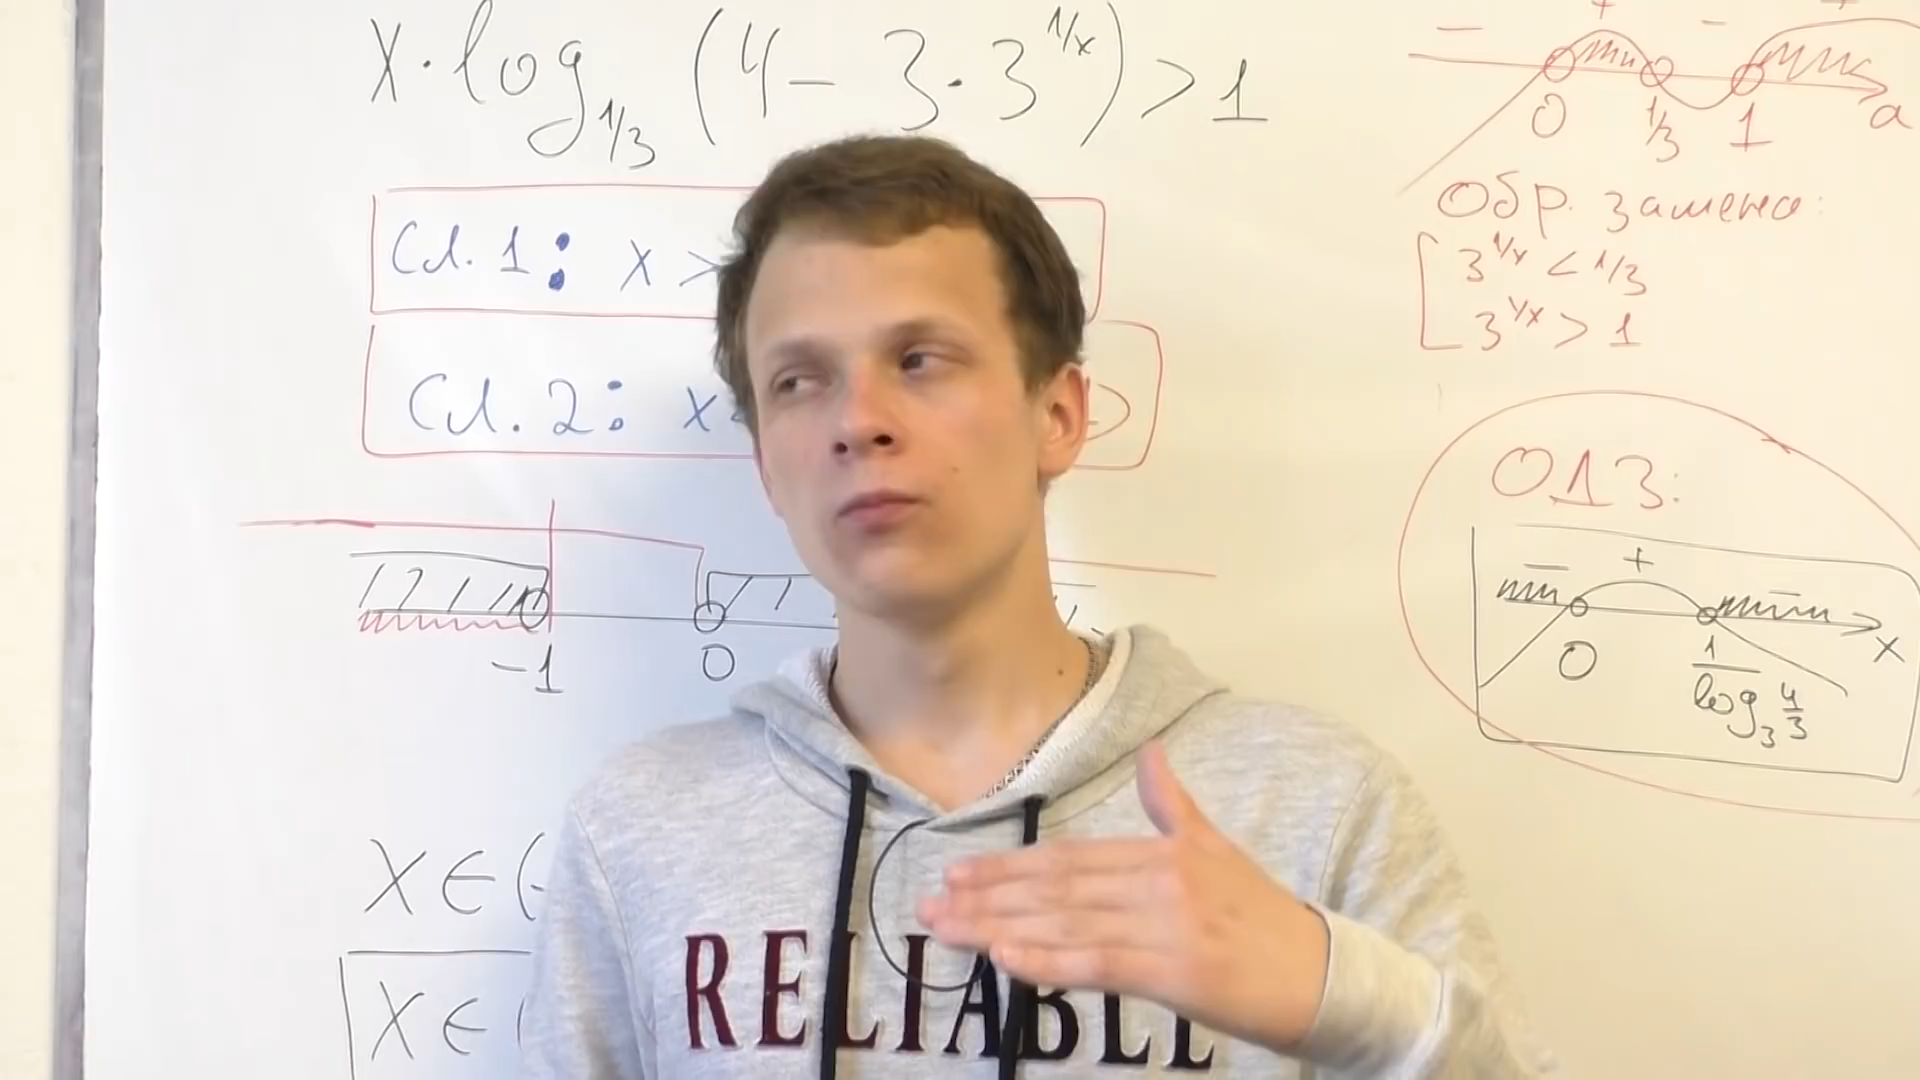 x·log₁/₃ (4 - 3·3^1/x) > 1
- + - +
0 1/3 1 a
Сл. 1: x >
Сл. 2: x
Обр. замена:
3^1/x < 1/3
3^1/x > 1
-1 0
ОДЗ:
- + -
0 1/log₃ 4/3 x
x ∈ (-
x ∈ (
RELIABLE